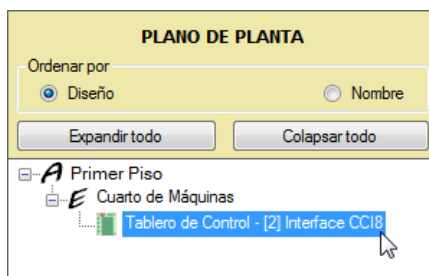 PLANO DE PLANTA
Ordenar por
Diseño Nombre
Expandir todo Colapsar todo
A Primer Piso
E Cuarto de Máquinas
Tablero de Control - [2] Interface CCI8